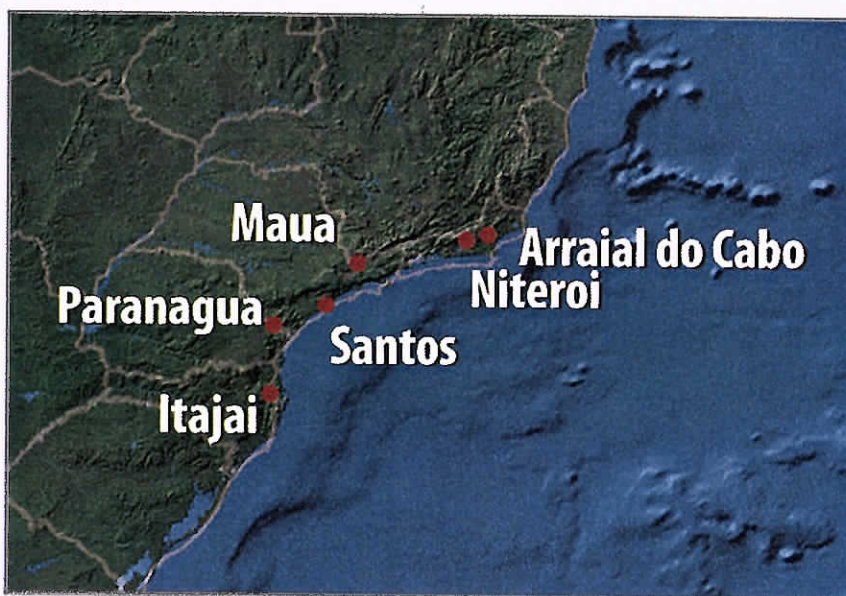 Maua
Arraial do Cabo
Niteroi
Paranagua
Santos
Itajai